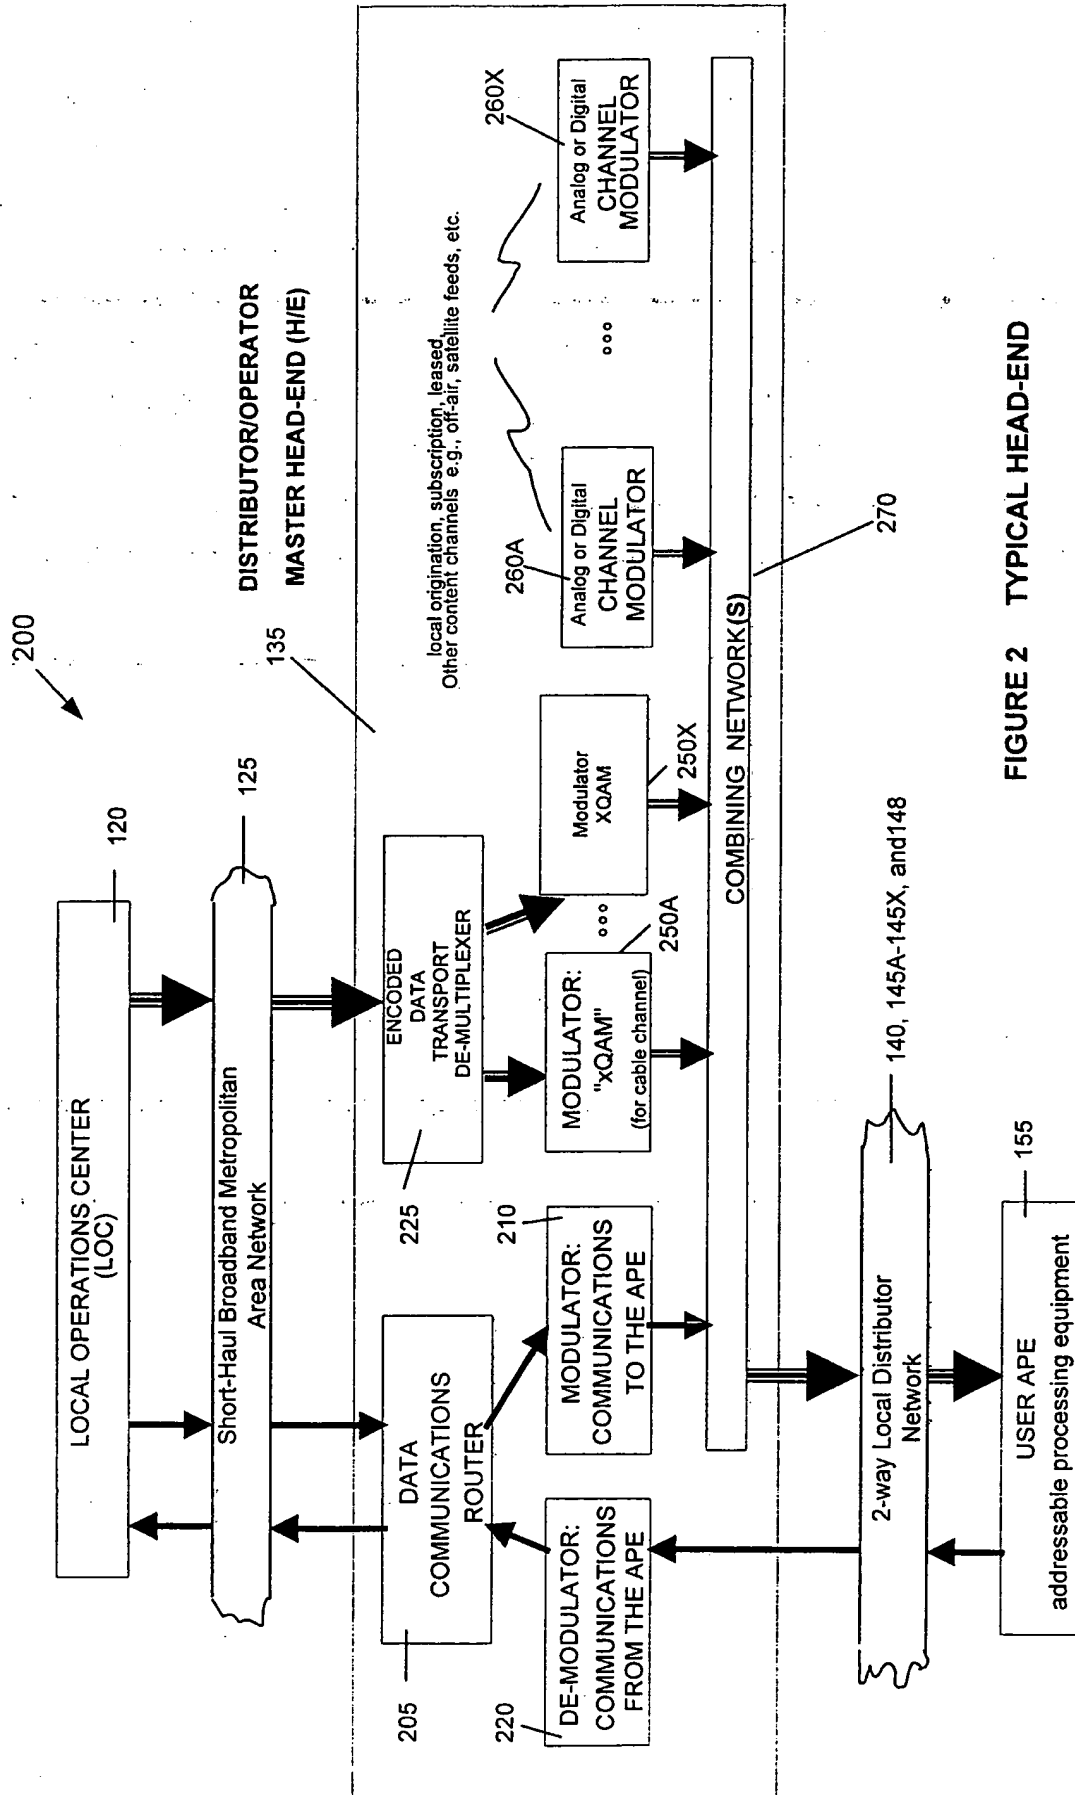 200
LOCAL OPERATIONS CENTER
(LOC)
120
Short-Haul Broadband Metropolitan
Area Network
125
DISTRIBUTOR/OPERATOR
MASTER HEAD-END (H/E)
135
DATA
COMMUNICATIONS
ROUTER
205
ENCODED
DATA
TRANSPORT
DE-MULTIPLEXER
225
local origination, subscription, leased,
Other content channels e.g., off-air, satellite feeds, etc.
DE-MODULATOR:
COMMUNICATIONS
FROM THE APE
220
MODULATOR:
COMMUNICATIONS
TO THE APE
210
MODULATOR:
"xQAM"
(for cable channel)
250A
ooo
Modulator
XQAM
250X
Analog or Digital
CHANNEL
MODULATOR
260A
ooo
Analog or Digital
CHANNEL
MODULATOR
260X
COMBINING NETWORK(S)
270
2-way Local Distributor
Network
140, 145A-145X, and148
USER APE
addressable processing equipment
155
FIGURE 2 TYPICAL HEAD-END